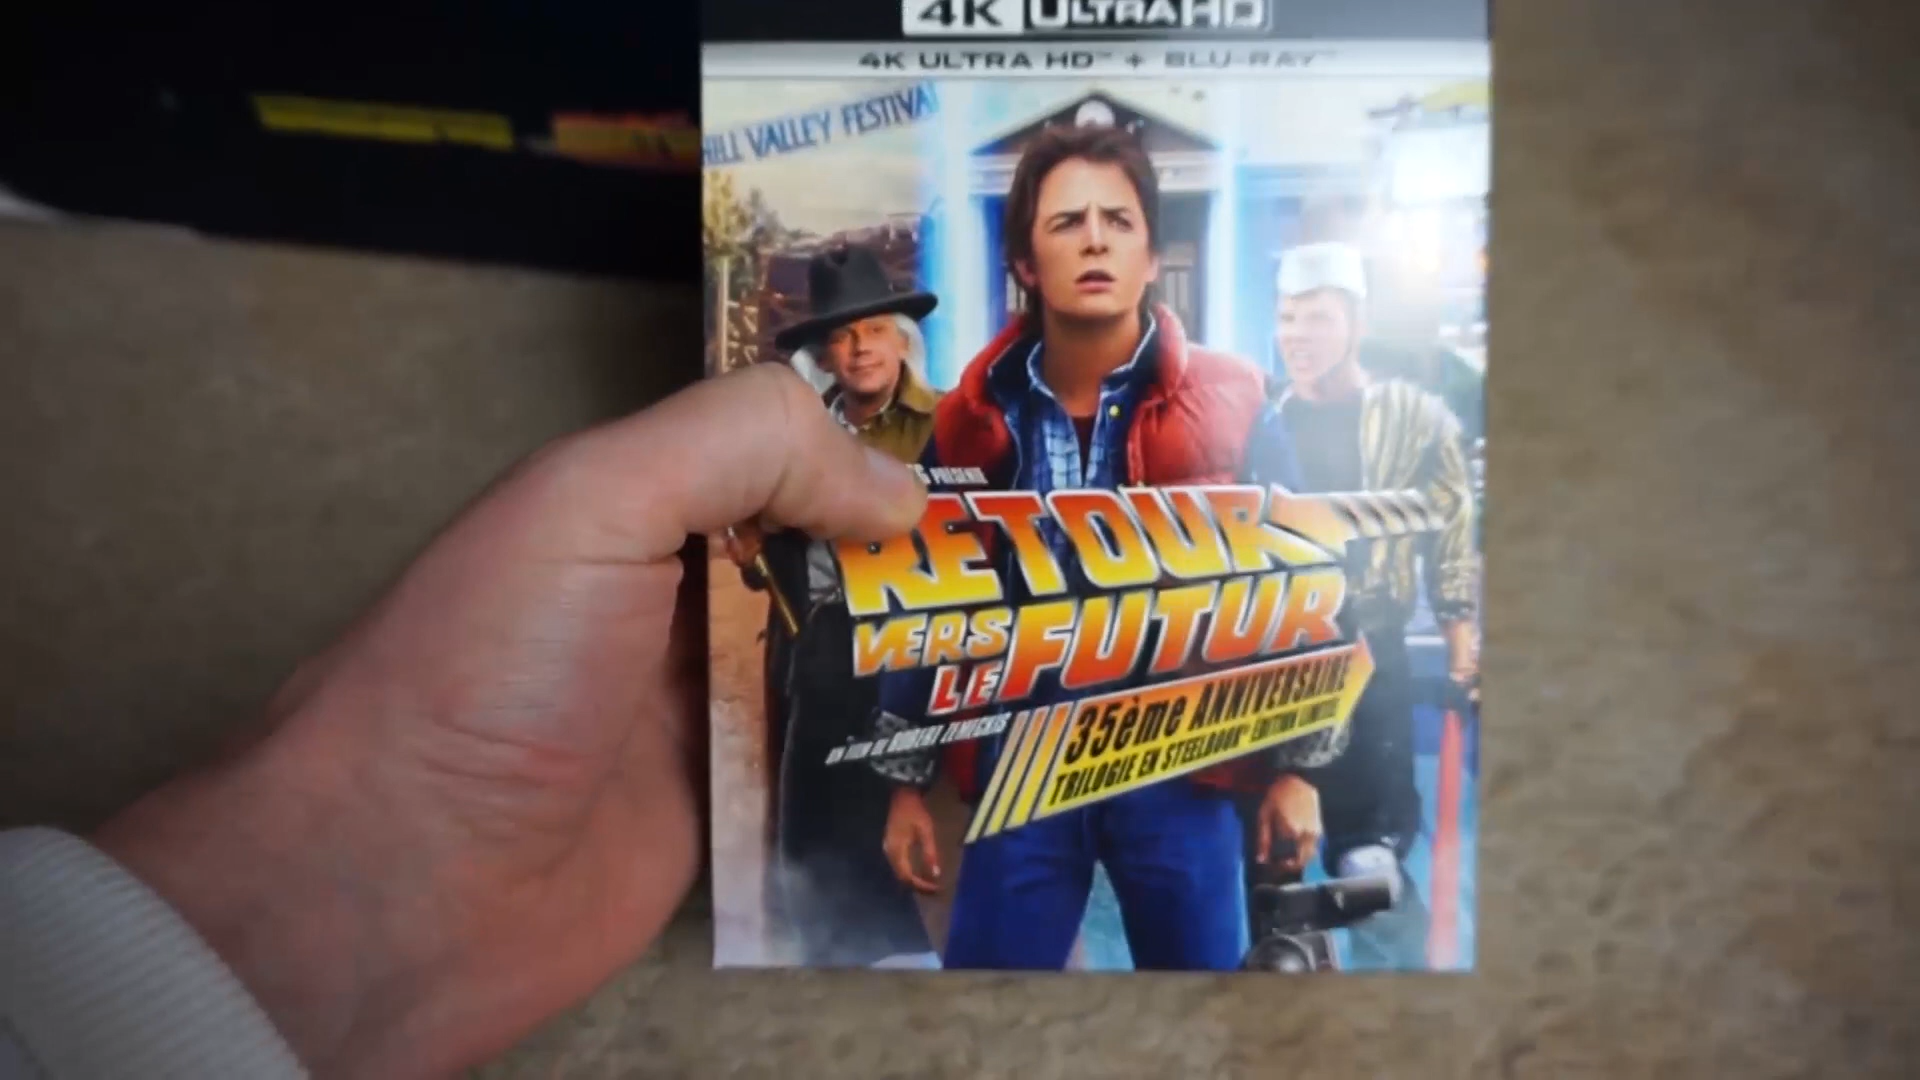 4K ULTRA HD
4K ULTRA HD™ + BLU-RAY™
HILL VALLEY FESTIVAL
PRÉSENTE
RETOUR
VERS
LE FUTUR
UN FILM DE ROBERT ZEMECKIS
35ème ANNIVERSAIRE
TRILOGIE EN STEELBOOK® ÉDITION LIMITÉE